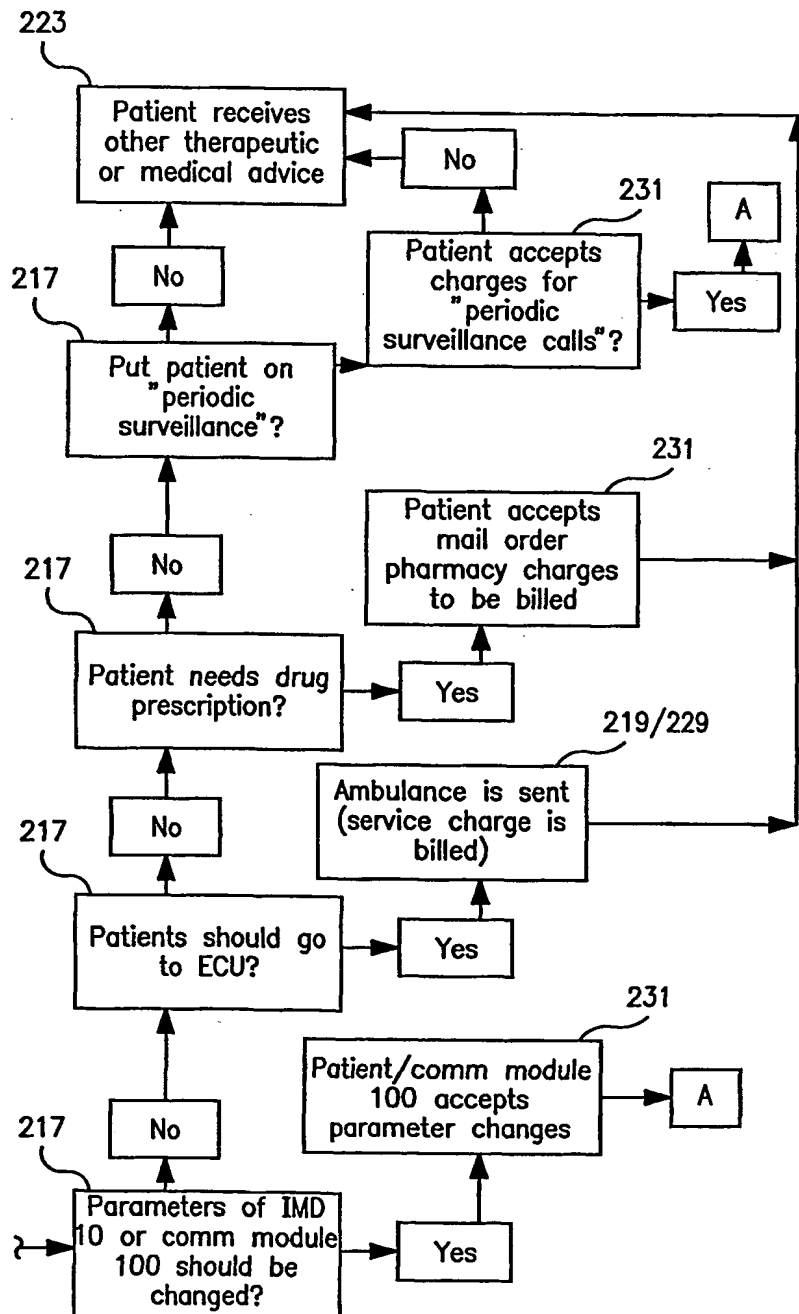 223
Patient receives
other therapeutic
or medical advice
No
231
A
No
Patient accepts
charges for
"periodic
surveillance calls"?
Yes
217
Put patient on
"periodic
surveillance"?
231
Patient accepts
mail order
pharmacy charges
to be billed
No
217
Patient needs drug
prescription?
Yes
219/229
Ambulance is sent
(service charge is
billed)
No
217
Patients should go
to ECU?
Yes
231
Patient/comm module
100 accepts
parameter changes
A
No
217
Parameters of IMD
10 or comm module
100 should be
changed?
Yes